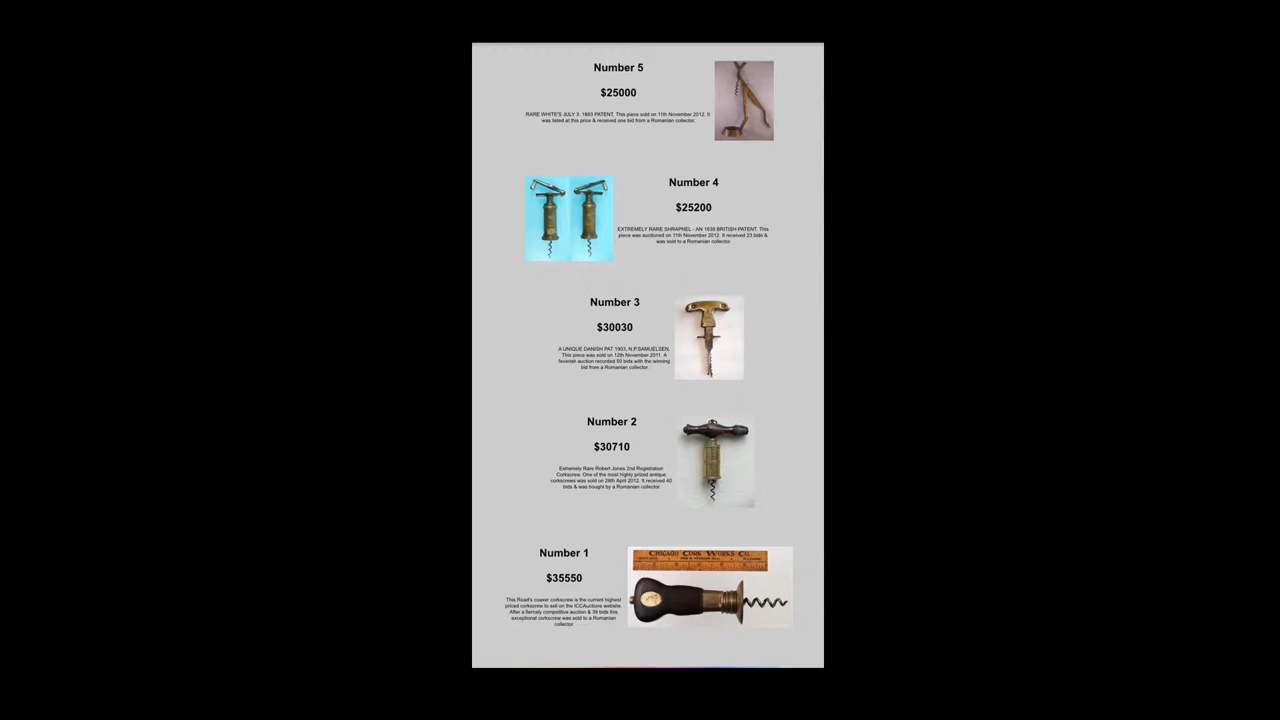 Number 5
$25000
RARE WHITE'S JULY 3. 1883 PATENT. This piece sold on 11th November 2012. It
was listed at this price & received one bid from a Romanian collector.
Number 4
$25200
EXTREMELY RARE SHRAPNEL - AN 1839 BRITISH PATENT. This
piece was auctioned on 11th November 2012. It received 23 bids &
was sold to a Romanian collector.
Number 3
$30030
A UNIQUE DANISH PAT 1903, N.P.SAMUELSEN.
This piece was sold on 12th November 2011. A
feverish auction recorded 50 bids with the winning
bid from a Romanian collector.
Number 2
$30710
Extremely Rare Robert Jones 2nd Registration
Corkscrew. One of the most highly prized antique
corkscrews was sold on 28th April 2012. It received 40
bids & was bought by a Romanian collector.
Number 1
$35550
CHICAGO CORK WORKS CO.
This Read's coaxer corkscrew is the current highest
priced corkscrew to sell on the ICCAuctions website.
After a fiercely competitive auction & 39 bids this
exceptional corkscrew was sold to a Romanian
collector.